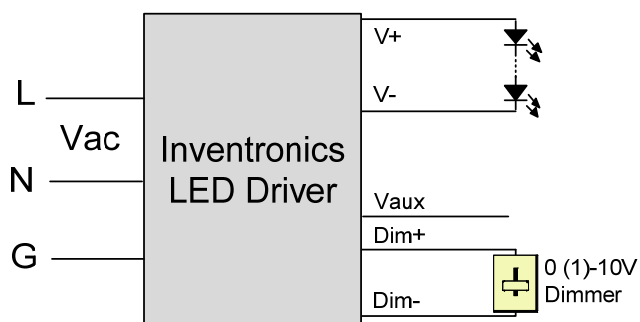 L
Vac
N
G
Inventronics
LED Driver
V+
V-
Vaux
Dim+
Dim-
0 (1)-10V
Dimmer